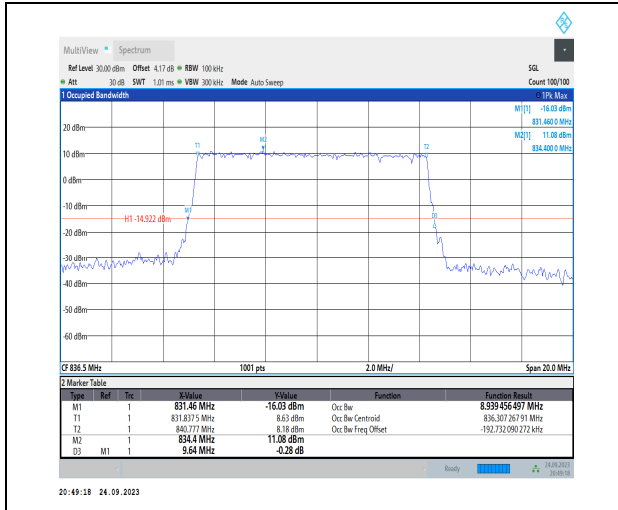 MultiView Spectrum
Ref Level 30.00 dBm Offset 4.17 dB RBW 100 kHz SGL
Att 30 dB SWT 1.01 ms VBW 300 kHz Mode Auto Sweep Count 100/100
1 Occupied Bandwidth 1Pk Max
M1[1] -16.03 dBm
831.460 0 MHz
M2[1] 11.08 dBm
834.400 0 MHz
20 dBm
T1 M2 T2
10 dBm
0 dBm
-10 dBm
M1 D3
H1 -14.922 dBm
-20 dBm
-30 dBm
-40 dBm
-50 dBm
-60 dBm
CF 836.5 MHz 1001 pts 2.0 MHz/ Span 20.0 MHz
2 Marker Table
Type Ref Trc X-Value Y-Value Function Function Result
M1 1 831.46 MHz -16.03 dBm Occ Bw 8.939 456 497 MHz
T1 1 831.837 5 MHz 8.63 dBm Occ Bw Centroid 836.307 267 91 MHz
T2 1 840.777 MHz 8.18 dBm Occ Bw Freq Offset -192.732 090 272 kHz
M2 1 834.4 MHz 11.08 dBm
D3 M1 1 9.64 MHz -0.28 dB
Ready 24.09.2023
20:49:18
20:49:18 24.09.2023